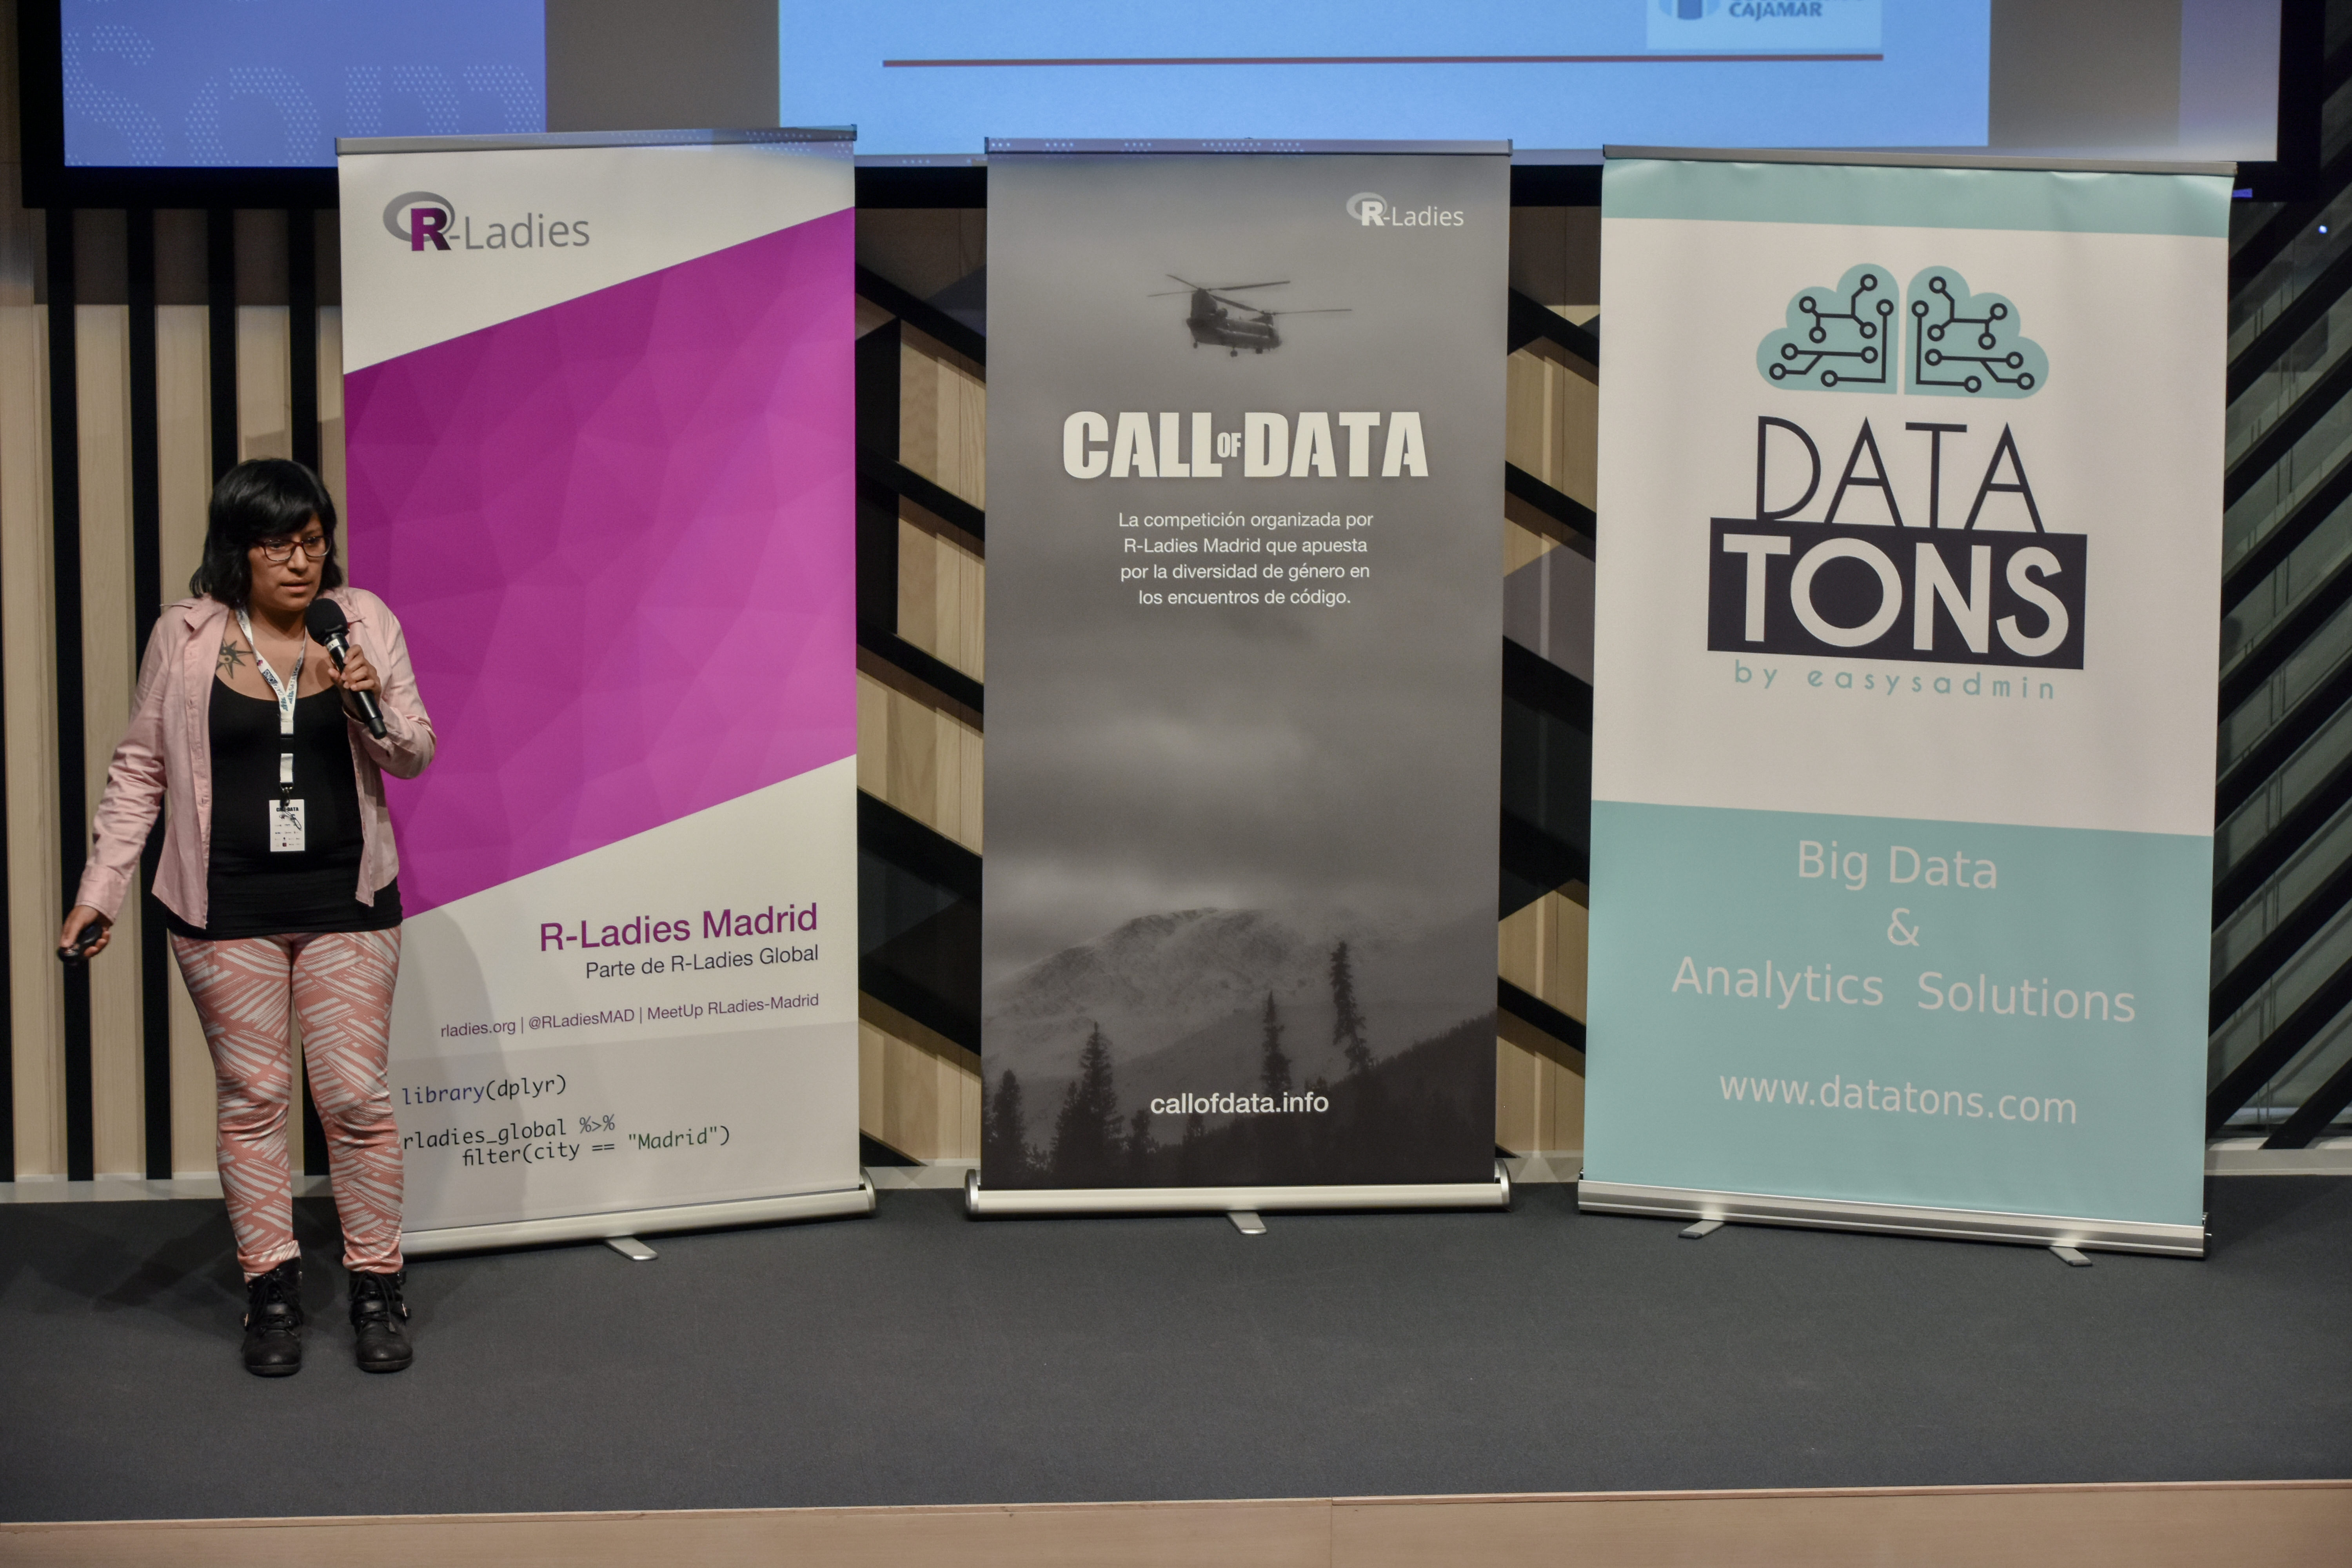 CAJAMAR
Som
R-Ladies
R-Ladies Madrid
Parte de R-Ladies Global
rladies.org | @RLadiesMAD | MeetUp RLadies-Madrid
library(dplyr)
rladies_global %>%
filter(city == "Madrid")
R-Ladies
CALL OF DATA
La competición organizada por
R-Ladies Madrid que apuesta
por la diversidad de género en
los encuentros de código.
callofdata.info
DATA
TONS
by easysadmin
Big Data
&
Analytics Solutions
www.datatons.com